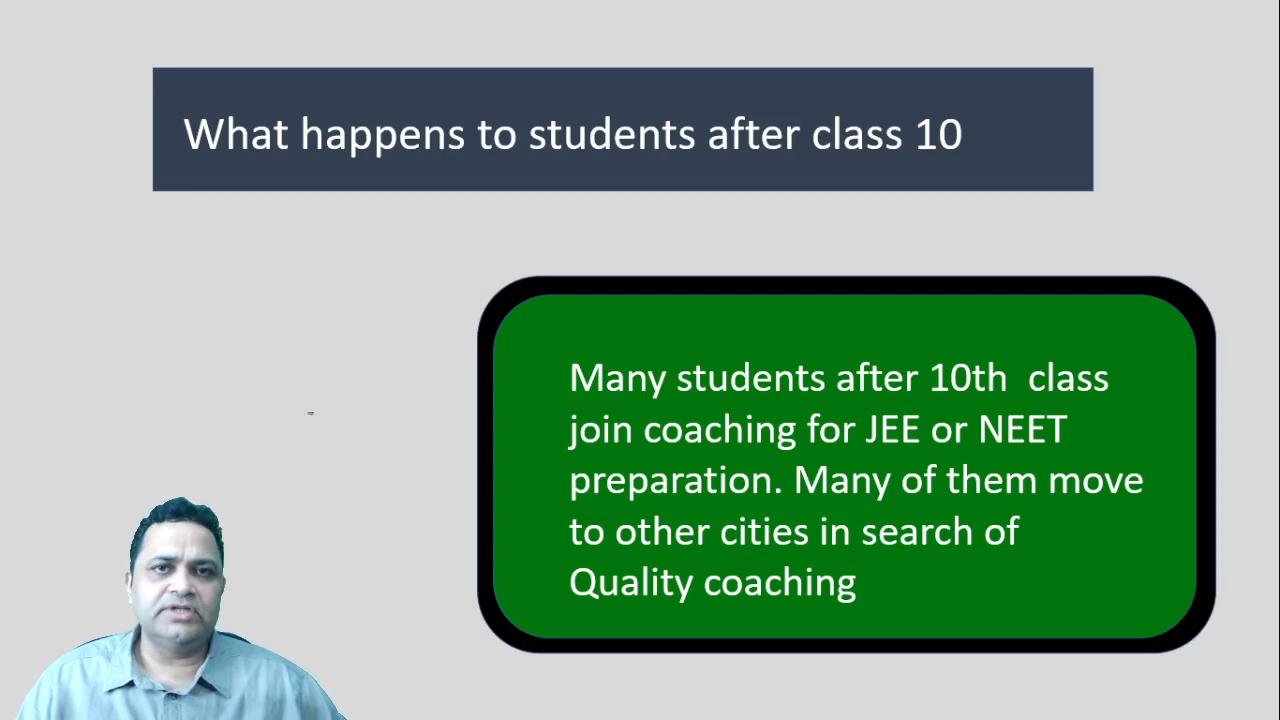 What happens to students after class 10
Many students after 10th  class
join coaching for JEE or NEET
preparation. Many of them move
to other cities in search of
Quality coaching